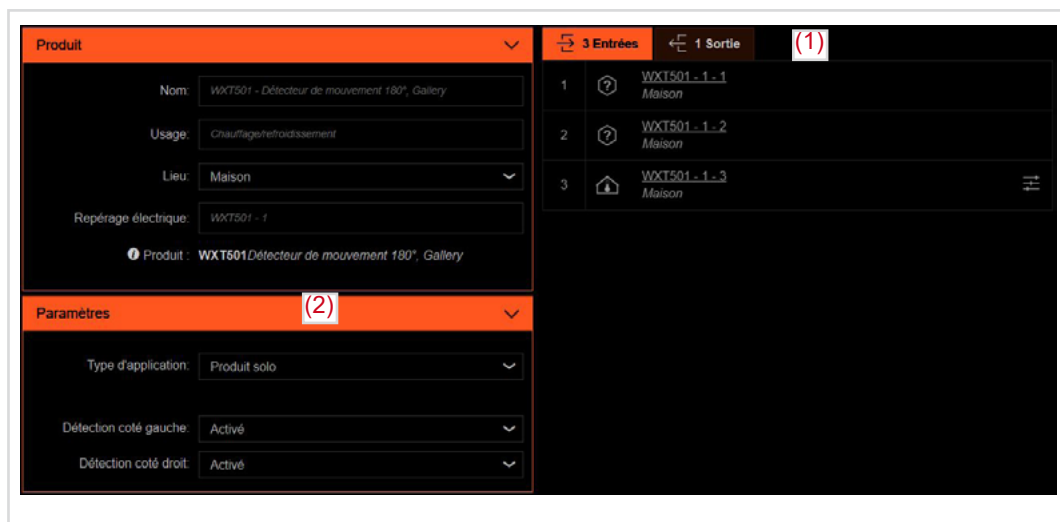 Produit
Nom: WXT501 - Détecteur de mouvement 180°, Gallery
Usage: Chauffage/refroidissement
Lieu: Maison
Repérage électrique: WXT501 - 1
i Produit : WXT501 Détecteur de mouvement 180°, Gallery
Paramètres (2)
Type d'application: Produit solo
Détection coté gauche: Activé
Détection coté droit: Activé
3 Entrées 1 Sortie (1)
1 ? WXT501 - 1 - 1
Maison
2 ? WXT501 - 1 - 2
Maison
3 WXT501 - 1 - 3
Maison